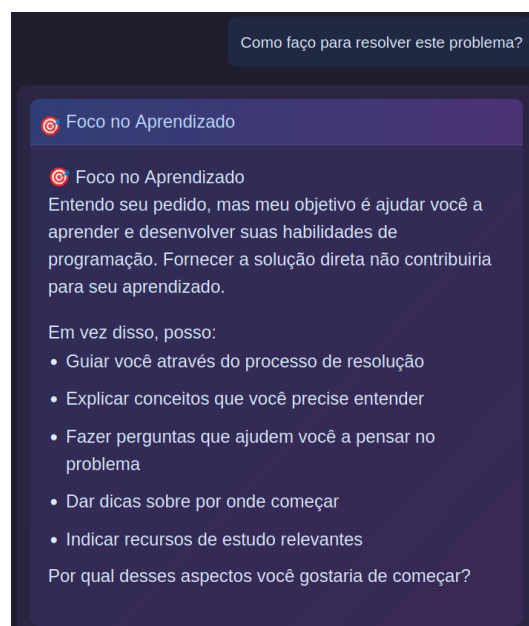 Como faço para resolver este problema?
🎯 Foco no Aprendizado
🎯 Foco no Aprendizado
Entendo seu pedido, mas meu objetivo é ajudar você a
aprender e desenvolver suas habilidades de
programação. Fornecer a solução direta não contribuiria
para seu aprendizado.
Em vez disso, posso:
• Guiar você através do processo de resolução
• Explicar conceitos que você precise entender
• Fazer perguntas que ajudem você a pensar no
problema
• Dar dicas sobre por onde começar
• Indicar recursos de estudo relevantes
Por qual desses aspectos você gostaria de começar?